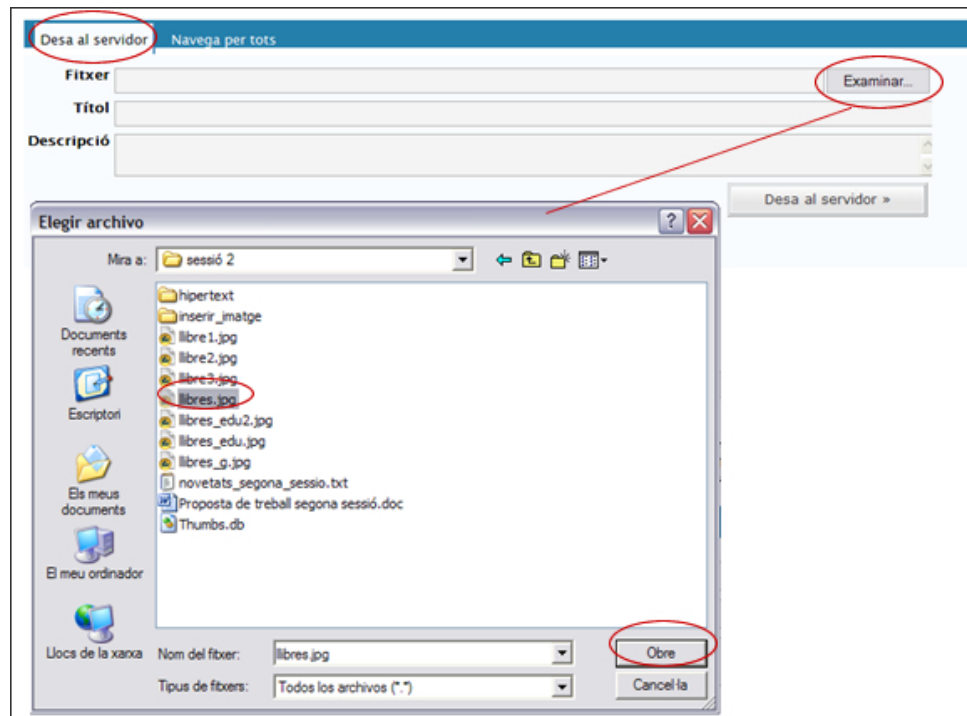 Desa al servidor Navega per tots
Fitxer Examinar...
Títol
Descripció
Desa al servidor »
Elegir archivo
Mira a: sessió 2
hipertext
inserir_imatge
llibre1.jpg
llibre2.jpg
llibre3.jpg
llibres.jpg
llibres_edu2.jpg
llibres_edu.jpg
llibres_g.jpg
novetats_segona_sessio.txt
Proposta de treball segona sessió.doc
Thumbs.db
Documents
recents
Escriptori
Els meus
documents
El meu ordinador
Llocs de la xarxa
Nom del fitxer: llibres.jpg Obre
Tipus de fitxers: Todos los archivos (*.*) Cancel·la